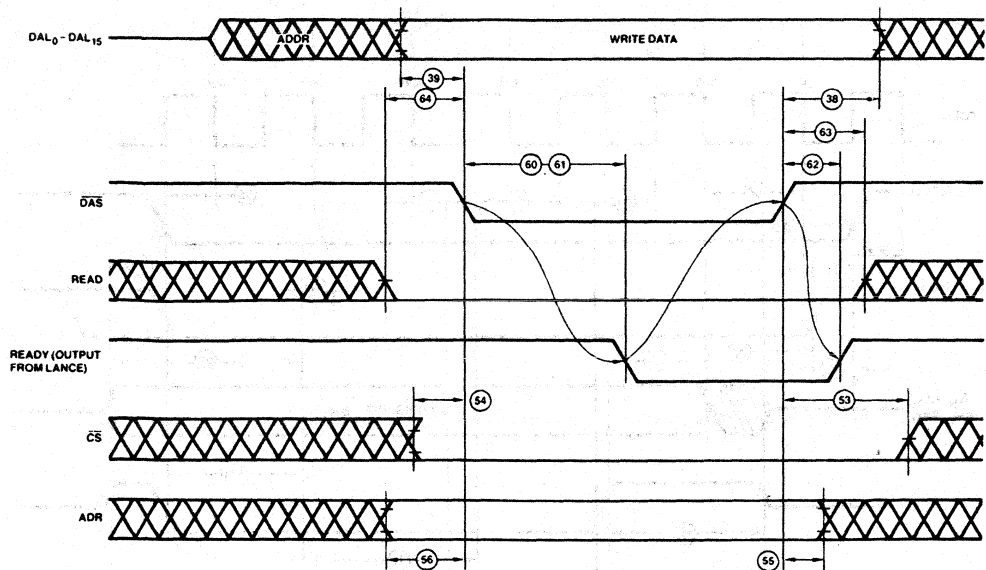 DAL0 – DAL15
ADDR
WRITE DATA
39
64
38
63
60 61
62
DAS
READ
READY (OUTPUT
FROM LANCE)
54
53
CS
ADR
56
55